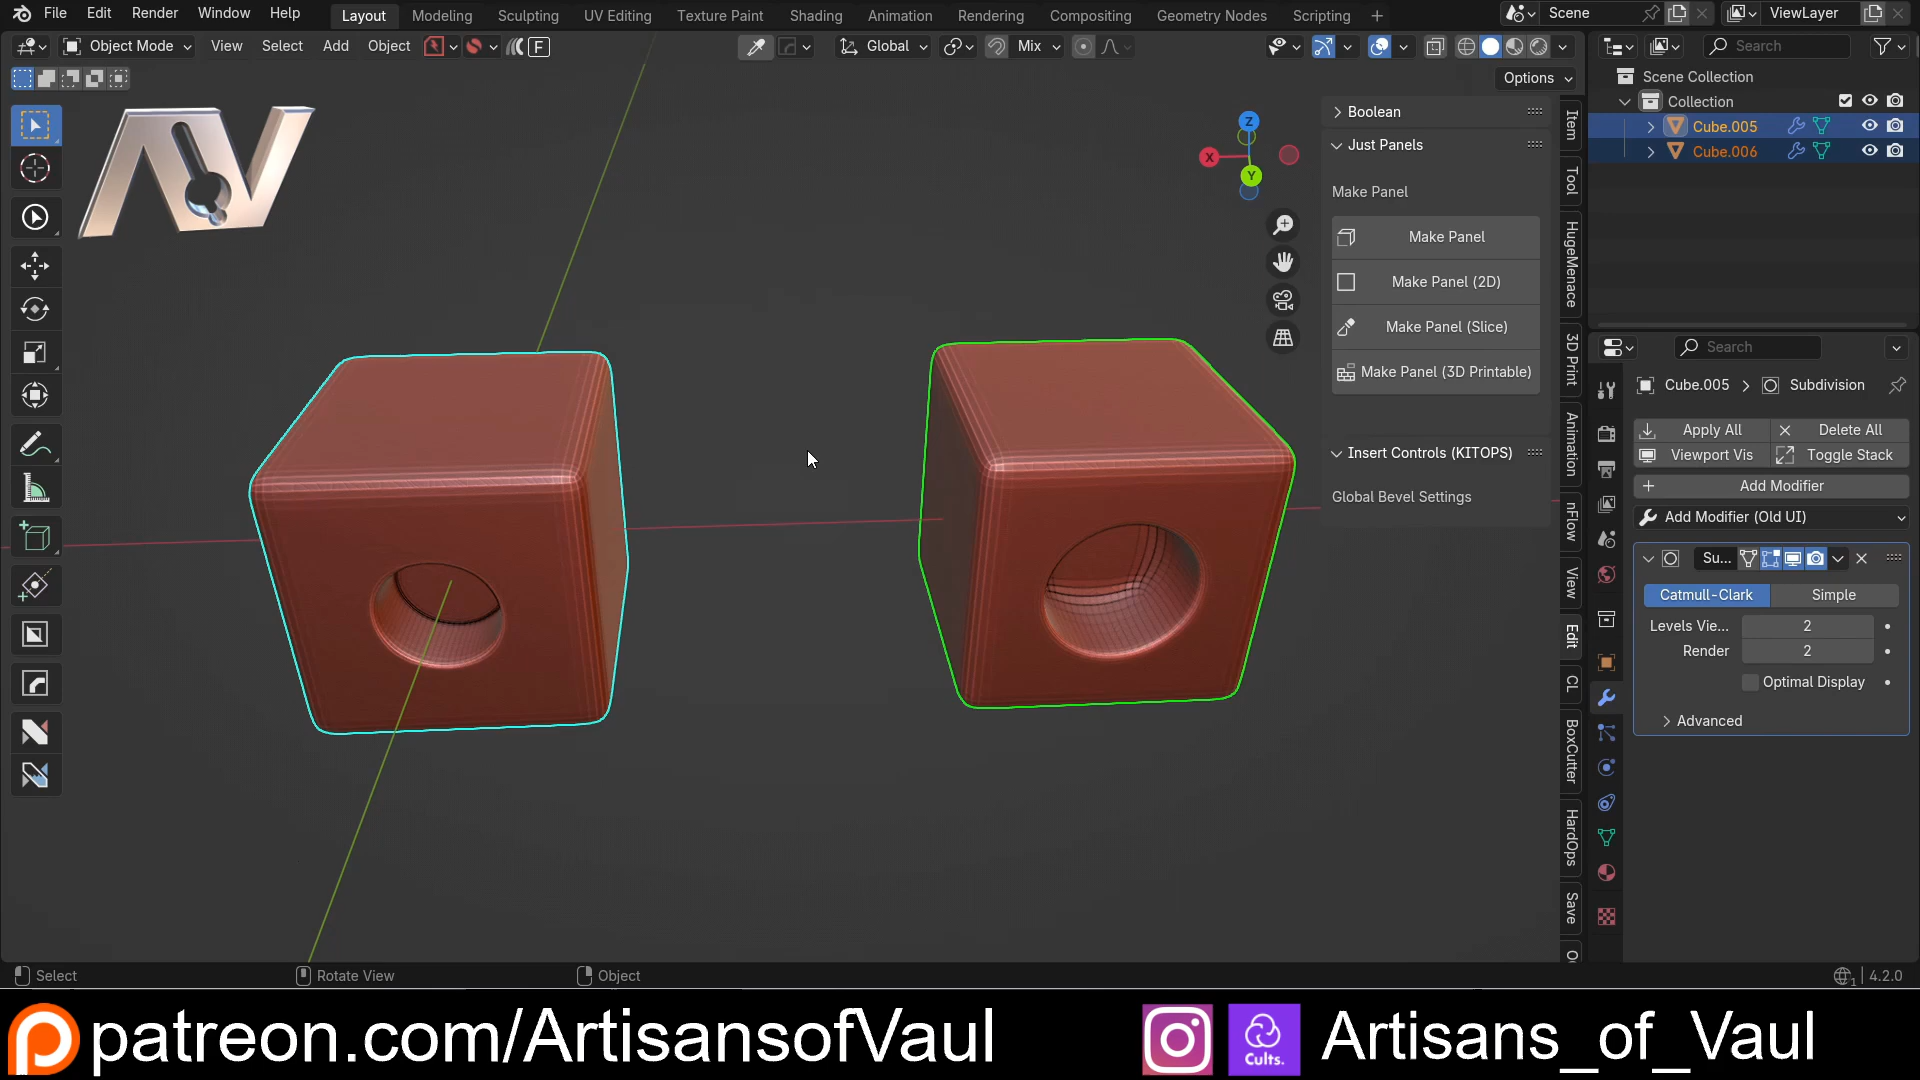 File Edit Render Window Help Layout Modeling Sculpting UV Editing Texture Paint Shading Animation Rendering Compositing Geometry Nodes Scripting + Scene ViewLayer
Object Mode View Select Add Object F Global Mix Search
Options
Scene Collection
Collection
Cube.005
Cube.006
AV
Z
X
Y
Boolean
Just Panels
Make Panel
Make Panel
Make Panel (2D)
Make Panel (Slice)
Make Panel (3D Printable)
Insert Controls (KITOPS)
Global Bevel Settings
Item
Tool
HugeMenace
3D Print
Animation
nFlow
View
Edit
CL
BoxCutter
HardOps
Save
Search
Cube.005 > Subdivision
Apply All Delete All
Viewport Vis Toggle Stack
Add Modifier
Add Modifier (Old UI)
Su...
Catmull-Clark Simple
Levels Vie... 2
Render 2
Optimal Display
Advanced
Select Rotate View Object 1 4.2.0
patreon.com/ArtisansofVaul Cults. Artisans_of_Vaul